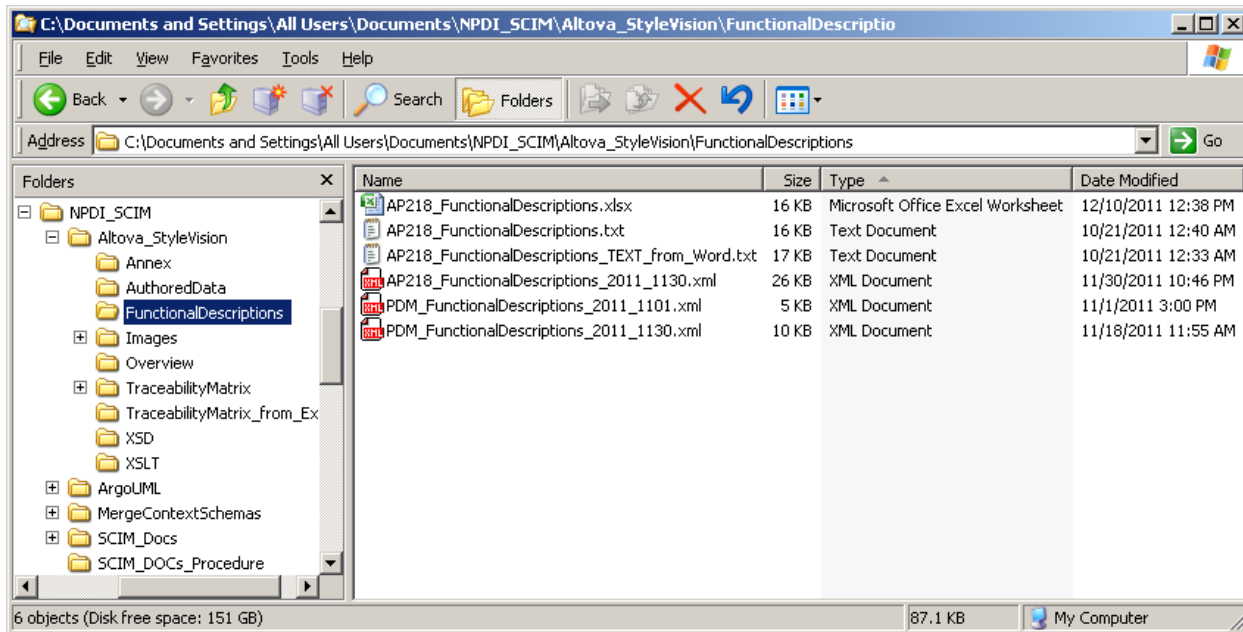 C:\Documents and Settings\All Users\Documents\NPDI_SCIM\Altova_StyleVision\FunctionalDescriptio
File Edit View Favorites Tools Help
Back Search Folders
Address C:\Documents and Settings\All Users\Documents\NPDI_SCIM\Altova_StyleVision\FunctionalDescriptions Go
Folders x
NPDI_SCIM
Altova_StyleVision
Annex
AuthoredData
FunctionalDescriptions
Images
Overview
TraceabilityMatrix
TraceabilityMatrix_from_Ex
XSD
XSLT
ArgoUML
MergeContextSchemas
SCIM_Docs
SCIM_DOCs_Procedure
Name Size Type Date Modified
AP218_FunctionalDescriptions.xlsx 16 KB Microsoft Office Excel Worksheet 12/10/2011 12:38 PM
AP218_FunctionalDescriptions.txt 16 KB Text Document 10/21/2011 12:40 AM
AP218_FunctionalDescriptions_TEXT_from_Word.txt 17 KB Text Document 10/21/2011 12:33 AM
XML AP218_FunctionalDescriptions_2011_1130.xml 26 KB XML Document 11/30/2011 10:46 PM
XML PDM_FunctionalDescriptions_2011_1101.xml 5 KB XML Document 11/1/2011 3:00 PM
XML PDM_FunctionalDescriptions_2011_1130.xml 10 KB XML Document 11/18/2011 11:55 AM
6 objects (Disk free space: 151 GB) 87.1 KB My Computer